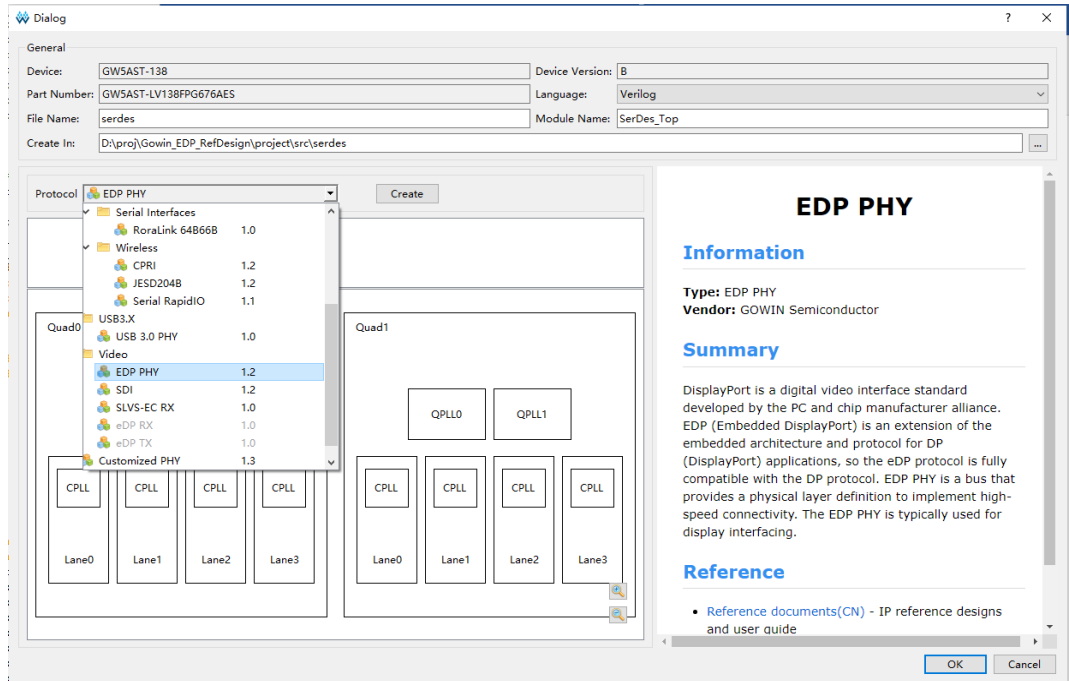 Dialog
?
General
Device: GW5AST-138 Device Version: B
Part Number: GW5AST-LV138FPG676AES Language: Verilog
File Name: serdes Module Name: SerDes_Top
Create In: D:\proj\Gowin_EDP_RefDesign\project\src\serdes ...
Protocol EDP PHY Create
Serial Interfaces
RoraLink 64B66B 1.0
Wireless
CPRI 1.2
JESD204B 1.2
Serial RapidIO 1.1
USB3.X
USB 3.0 PHY 1.0
Video
EDP PHY 1.2
SDI 1.2
SLVS-EC RX 1.0
eDP RX 1.0
eDP TX 1.0
Customized PHY 1.3
Quad0
CPLL CPLL CPLL CPLL
Lane0 Lane1 Lane2 Lane3
Quad1
QPLL0 QPLL1
CPLL CPLL CPLL CPLL
Lane0 Lane1 Lane2 Lane3
EDP PHY
Information
Type: EDP PHY
Vendor: GOWIN Semiconductor
Summary
DisplayPort is a digital video interface standard
developed by the PC and chip manufacturer alliance.
EDP (Embedded DisplayPort) is an extension of the
embedded architecture and protocol for DP
(DisplayPort) applications, so the eDP protocol is fully
compatible with the DP protocol. EDP PHY is a bus that
provides a physical layer definition to implement high-
speed connectivity. The EDP PHY is typically used for
display interfacing.
Reference
• Reference documents(CN) - IP reference designs
and user guide
OK Cancel